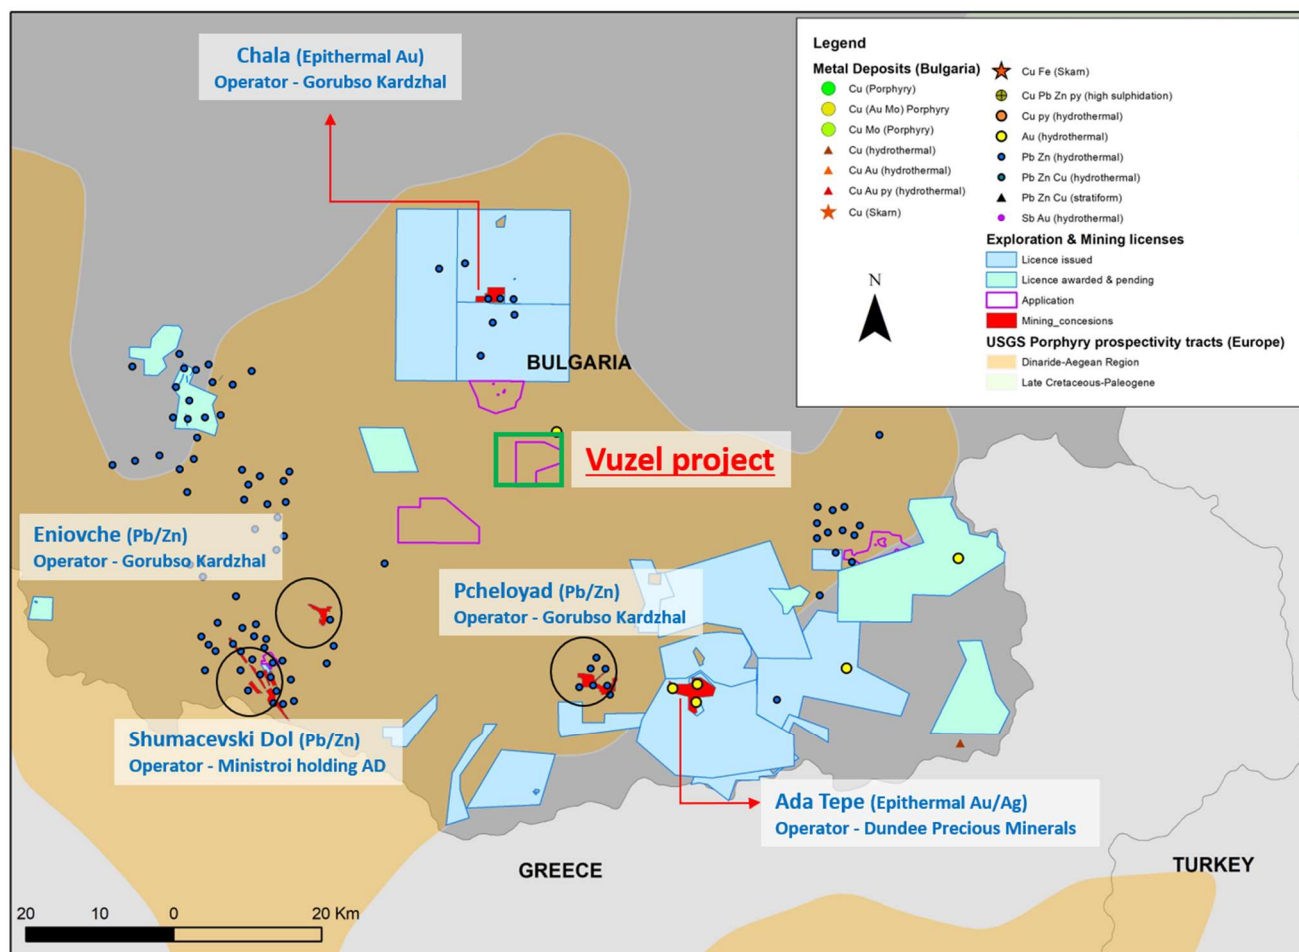 Chala (Epithermal Au)
Operator - Gorubso Kardzhal
Legend
Metal Deposits (Bulgaria)
Cu (Porphyry)
Cu (Au Mo) Porphyry
Cu Mo (Porphyry)
Cu (hydrothermal)
Cu Au (hydrothermal)
Cu Au py (hydrothermal)
Cu (Skarn)
Cu Fe (Skarn)
Cu Pb Zn py (high sulphidation)
Cu py (hydrothermal)
Au (hydrothermal)
Pb Zn (hydrothermal)
Pb Zn Cu (hydrothermal)
Pb Zn Cu (stratiform)
Sb Au (hydrothermal)
N
Exploration & Mining licenses
Licence issued
Licence awarded & pending
Application
Mining_concesions
USGS Porphyry prospectivity tracts (Europe)
Dinaride-Aegean Region
Late Cretaceous-Paleogene
BULGARIA
Vuzel project
Eniovche (Pb/Zn)
Operator - Gorubso Kardzhal
Pcheloyad (Pb/Zn)
Operator - Gorubso Kardzhal
Shumacevski Dol (Pb/Zn)
Operator - Ministroi holding AD
Ada Tepe (Epithermal Au/Ag)
Operator - Dundee Precious Minerals
GREECE
TURKEY
20 10 0 20 Km